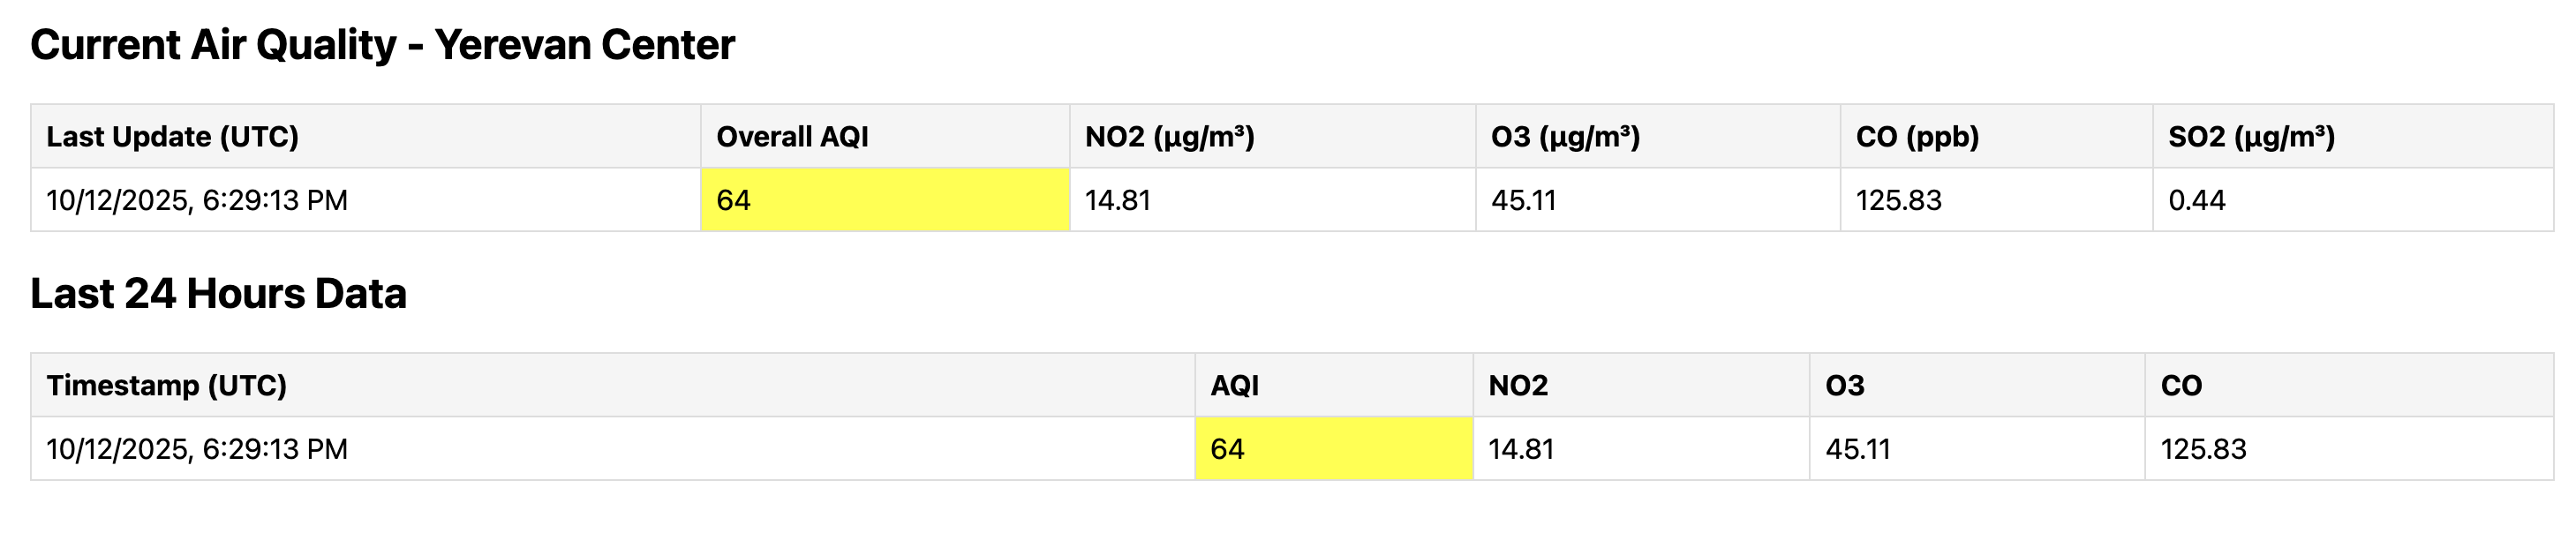 Current Air Quality - Yerevan Center
Last Update (UTC) Overall AQI NO2 (μg/m³) O3 (μg/m³) CO (ppb) SO2 (μg/m³)
10/12/2025, 6:29:13 PM 64 14.81 45.11 125.83 0.44
Last 24 Hours Data
Timestamp (UTC) AQI NO2 O3 CO
10/12/2025, 6:29:13 PM 64 14.81 45.11 125.83